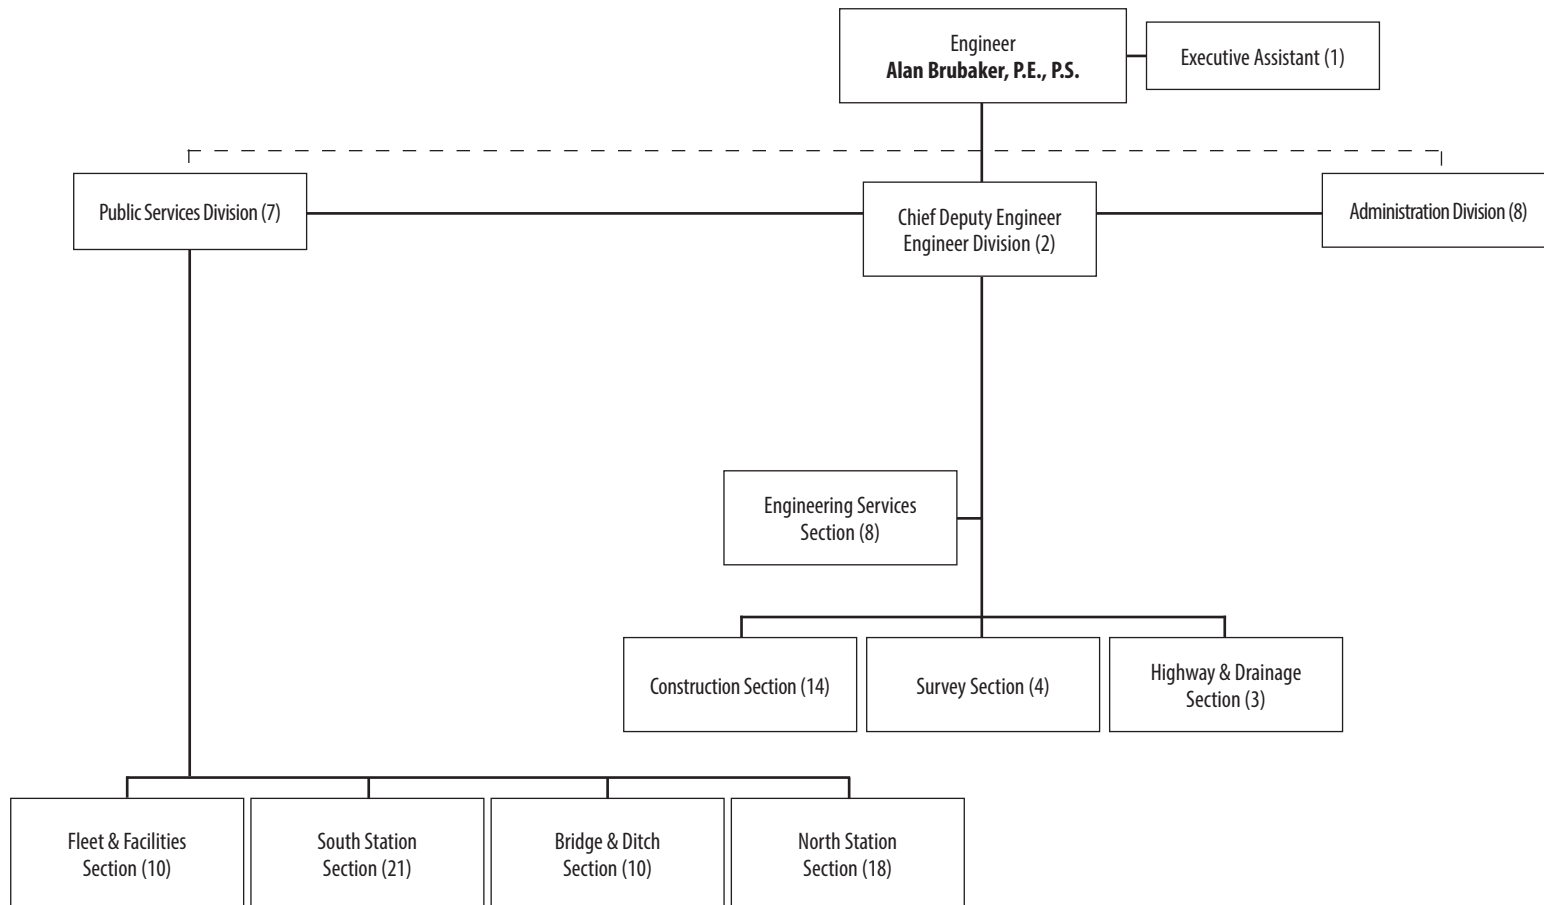 Engineer
Alan Brubaker, P.E., P.S.
Executive Assistant (1)
Public Services Division (7)
Chief Deputy Engineer
Engineer Division (2)
Administration Division (8)
Engineering Services
Section (8)
Construction Section (14)
Survey Section (4)
Highway & Drainage
Section (3)
Fleet & Facilities
Section (10)
South Station
Section (21)
Bridge & Ditch
Section (10)
North Station
Section (18)